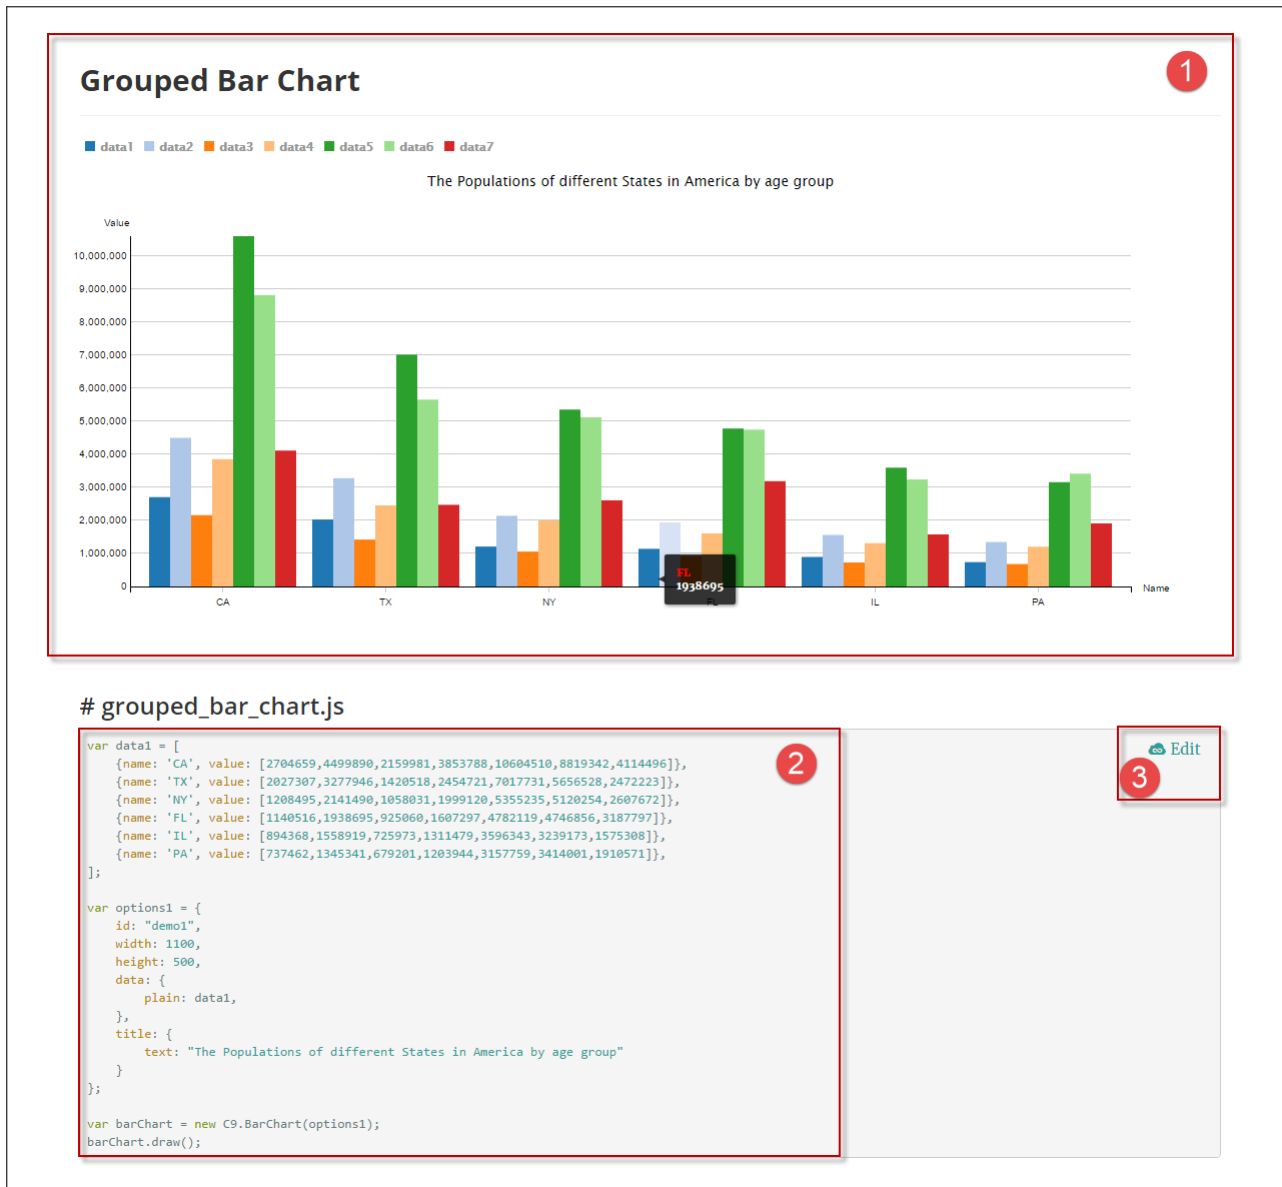 Grouped Bar Chart
1
data1 data2 data3 data4 data5 data6 data7
The Populations of different States in America by age group
Value
10,000,000
9,000,000
8,000,000
7,000,000
6,000,000
5,000,000
4,000,000
3,000,000
2,000,000
1,000,000
0
FL
1938695
CA TX NY FL IL PA
Name
# grouped_bar_chart.js
2
Edit
3
var data1 = [
{name: 'CA', value: [2704659,4499890,2159981,3853788,10604510,8819342,4114496]},
{name: 'TX', value: [2027307,3277946,1420518,2454721,7017731,5656528,2472223]},
{name: 'NY', value: [1208495,2141490,1058031,1999120,5355235,5120254,2607672]},
{name: 'FL', value: [1140516,1938695,925060,1607297,4782119,4746856,3187797]},
{name: 'IL', value: [894368,1558919,725973,1311479,3596343,3239173,1575308]},
{name: 'PA', value: [737462,1345341,679201,1203944,3157759,3414001,1910571]},
];
var options1 = {
id: "demo1",
width: 1100,
height: 500,
data: {
plain: data1,
},
title: {
text: "The Populations of different States in America by age group"
}
};
var barChart = new C9.BarChart(options1);
barChart.draw();